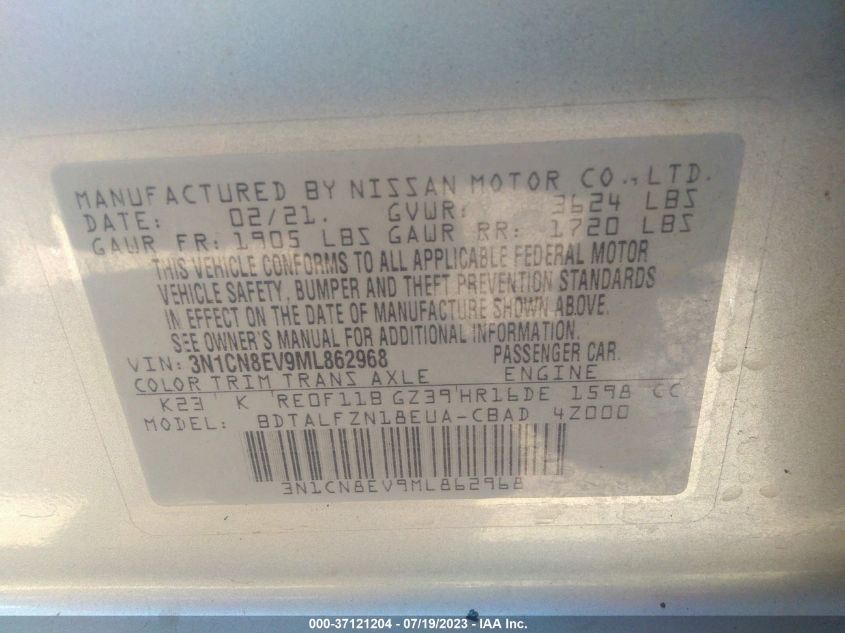 MANUFACTURED BY NISSAN MOTOR CO., LTD.
DATE: 02/21. GVWR: 3624 LBS
GAWR FR: 1905 LBS GAWR RR: 1720 LBS
THIS VEHICLE CONFORMS TO ALL APPLICABLE FEDERAL MOTOR
VEHICLE SAFETY, BUMPER AND THEFT PREVENTION STANDARDS
IN EFFECT ON THE DATE OF MANUFACTURE SHOWN ABOVE.
SEE OWNER'S MANUAL FOR ADDITIONAL INFORMATION.
VIN: 3N1CN8EV9ML862968 PASSENGER CAR.
COLOR TRIM TRANS AXLE ENGINE
K23 K RE0F11B GZ39 HR16DE 1598 CC
MODEL: BDTALFZN18EUA-CBAD 4Z000
3N1CN8EV9ML862968
000-37121204 - 07/19/2023 - IAA Inc.